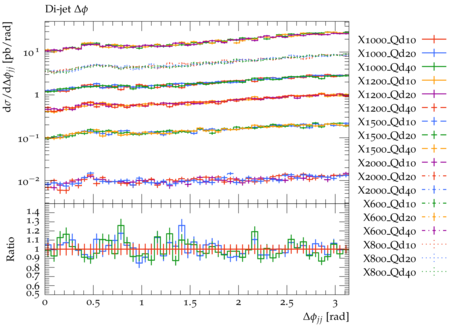 Di-jet Δϕ
dσ/dΔϕjj [pb/rad]
10¹
1
10⁻¹
10⁻²
X1000_Qd10
X1000_Qd20
X1000_Qd40
X1200_Qd10
X1200_Qd20
X1200_Qd40
X1500_Qd10
X1500_Qd20
X1500_Qd40
X2000_Qd10
X2000_Qd20
X2000_Qd40
X600_Qd10
X600_Qd20
X600_Qd40
X800_Qd10
X800_Qd20
X800_Qd40
Ratio
1.4
1.3
1.2
1.1
1.0
0.9
0.8
0.7
0.6
0.5
0 0.5 1 1.5 2 2.5 3
Δϕjj [rad]